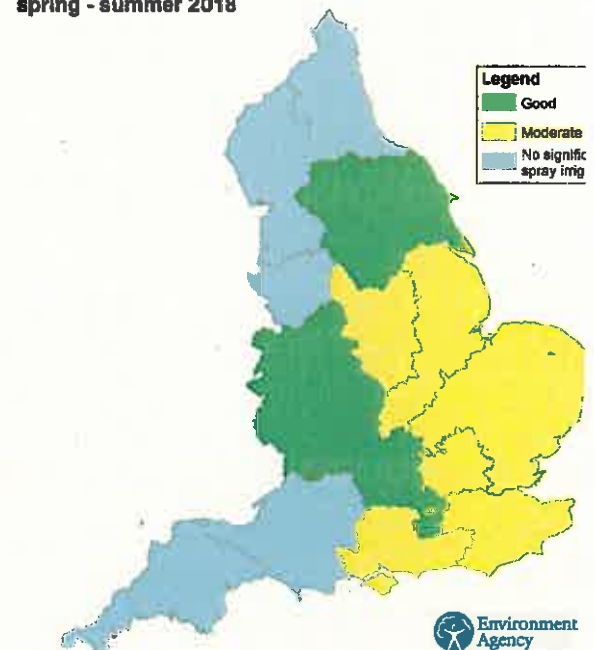 spring - summer 2018
Legend
Good
Moderate
No signific
spray irrig
Environment
Agency